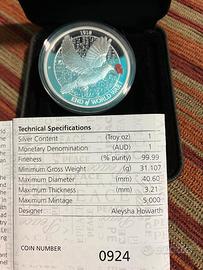 1918
END of WORLD WAR I
Technical Specifications
Silver Content (Troy oz) 1
Monetary Denomination (AUD) 1
Fineness (% purity) 99.99
Minimum Gross Weight (g) 31.107
Maximum Diameter (mm) 40.60
Maximum Thickness (mm) 3.21
Maximum Mintage 5,000
Designer Aleysha Howarth
COIN NUMBER
0924